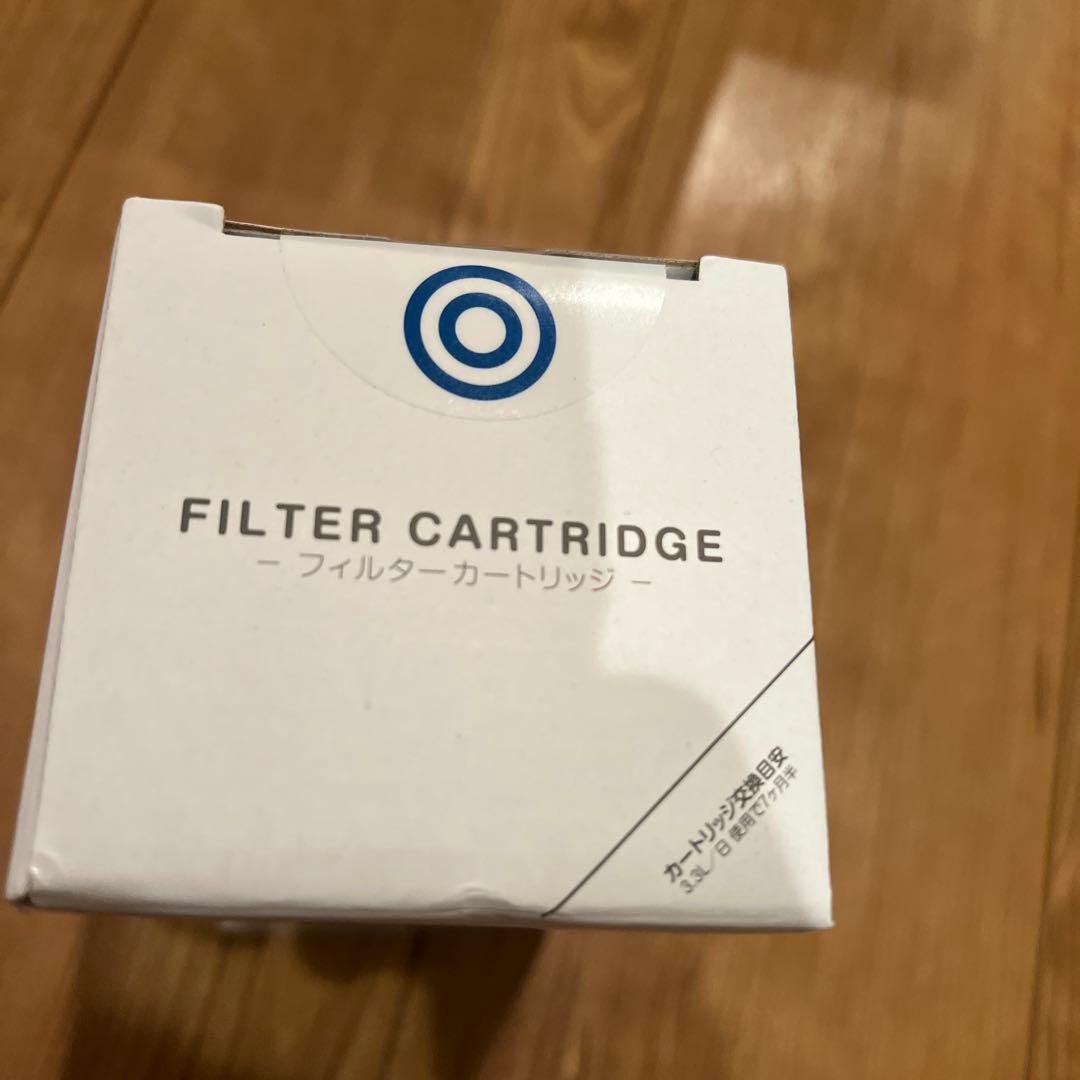 FILTER CARTRIDGE
－ フィルターカートリッジ －
カートリッジ交換目安
3.3L／日 使用で7ヶ月半